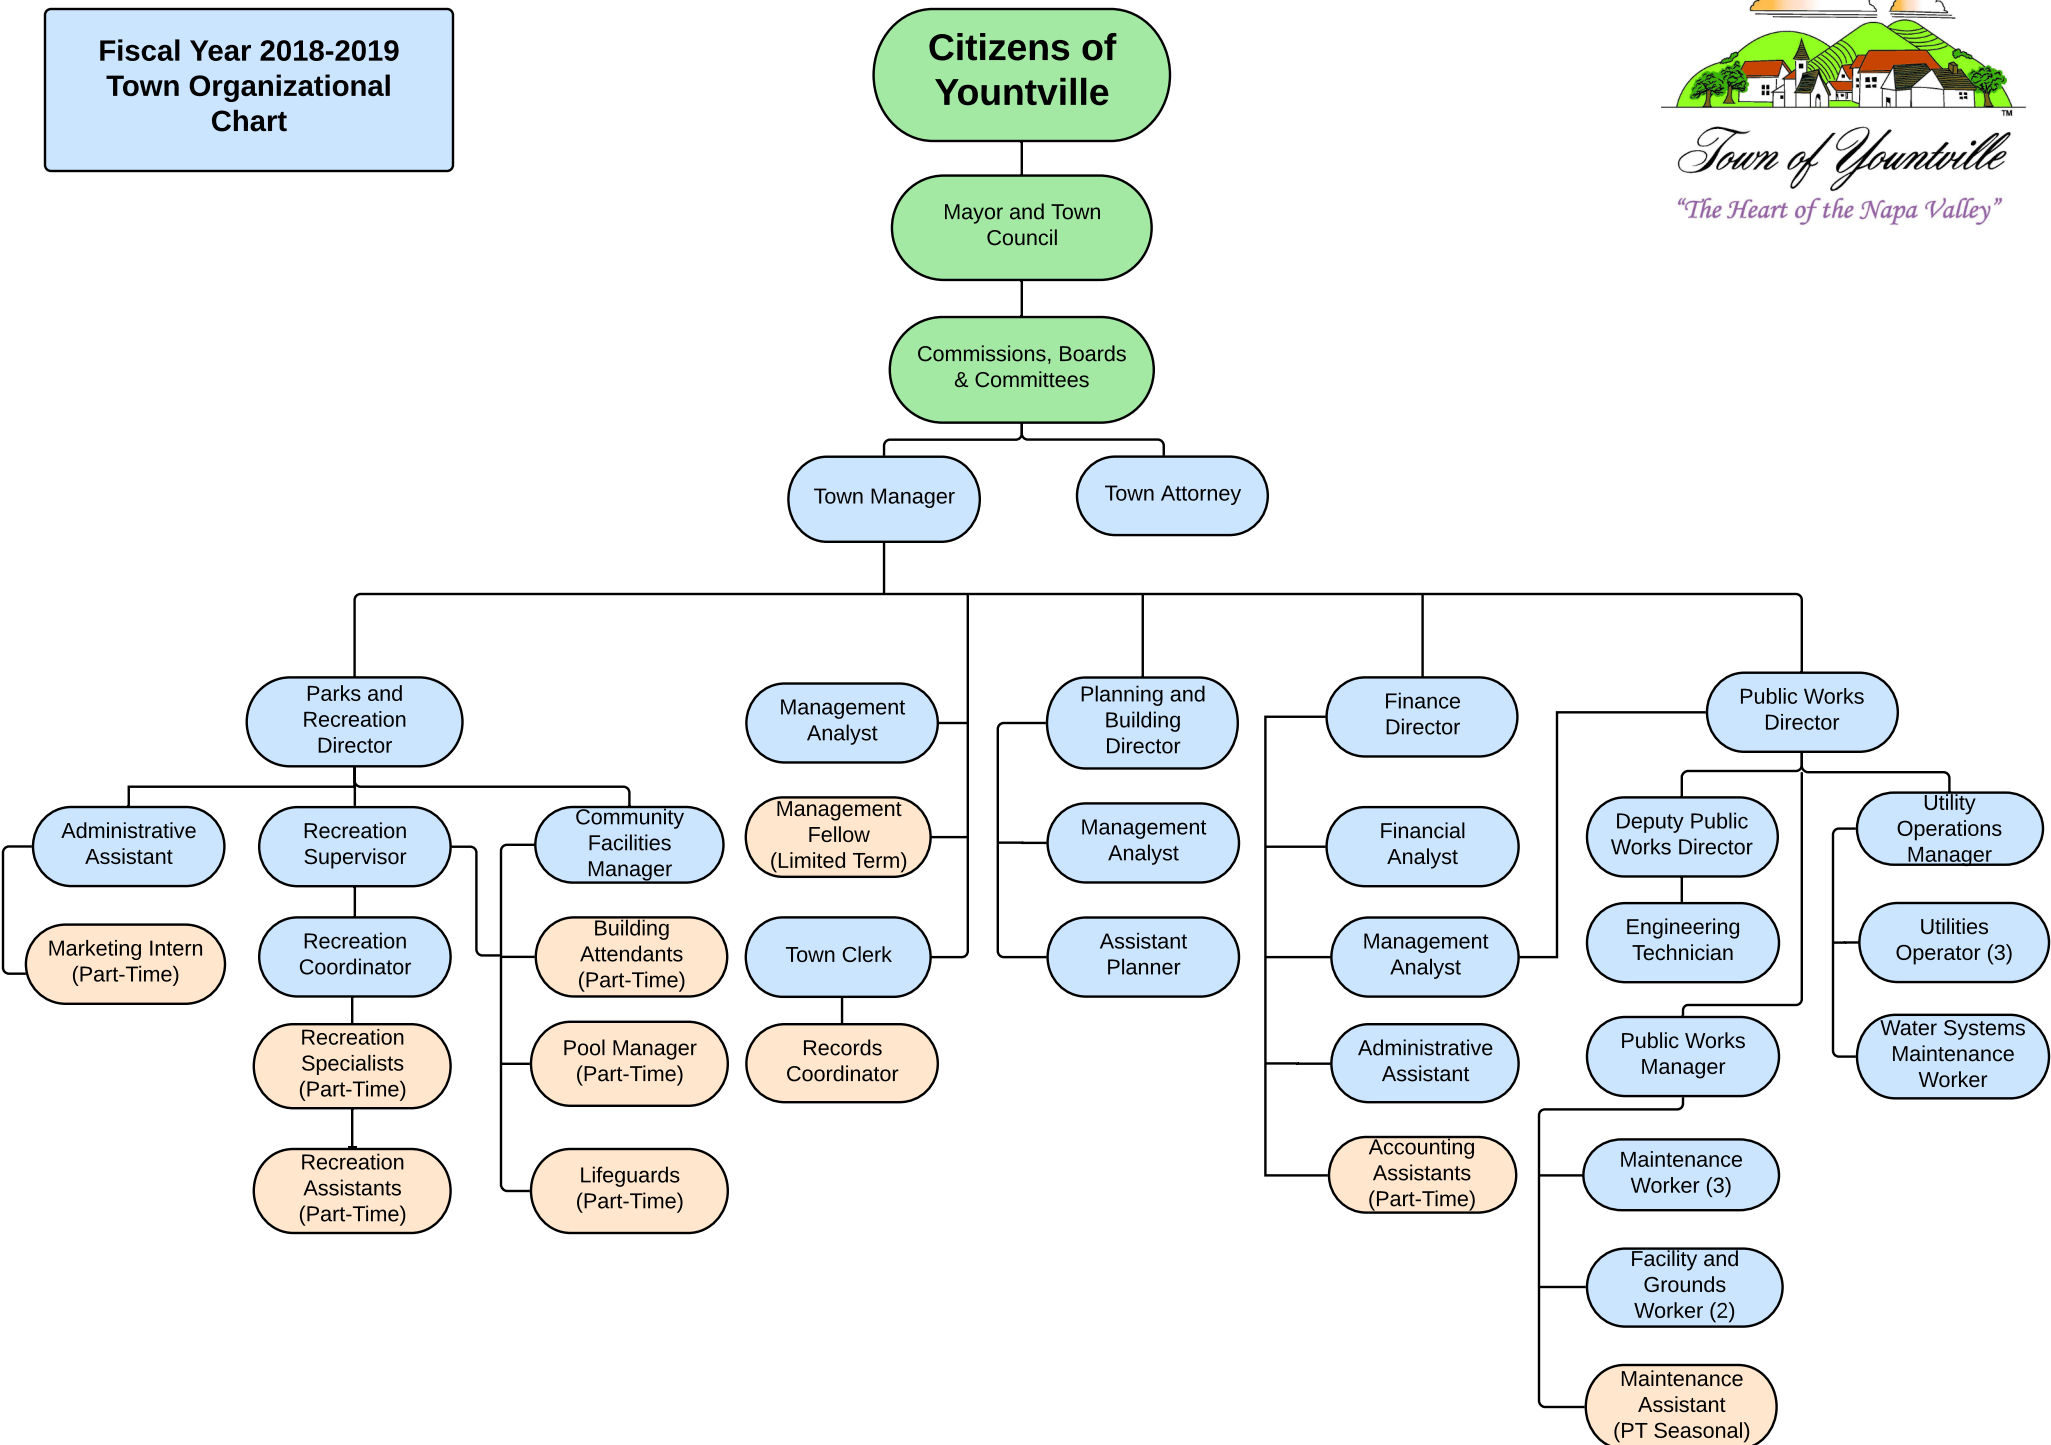 Fiscal Year 2018-2019
Town Organizational
Chart
Citizens of
Yountville
TM
Town of Yountville
“The Heart of the Napa Valley”
Mayor and Town
Council
Commissions, Boards
& Committees
Town Manager
Town Attorney
Parks and
Recreation
Director
Management
Analyst
Planning and
Building
Director
Finance
Director
Public Works
Director
Administrative
Assistant
Recreation
Supervisor
Community
Facilities
Manager
Management
Fellow
(Limited Term)
Management
Analyst
Financial
Analyst
Deputy Public
Works Director
Utility
Operations
Manager
Marketing Intern
(Part-Time)
Recreation
Coordinator
Building
Attendants
(Part-Time)
Town Clerk
Assistant
Planner
Management
Analyst
Engineering
Technician
Utilities
Operator (3)
Recreation
Specialists
(Part-Time)
Pool Manager
(Part-Time)
Records
Coordinator
Administrative
Assistant
Public Works
Manager
Water Systems
Maintenance
Worker
Recreation
Assistants
(Part-Time)
Lifeguards
(Part-Time)
Accounting
Assistants
(Part-Time)
Maintenance
Worker (3)
Facility and
Grounds
Worker (2)
Maintenance
Assistant
(PT Seasonal)